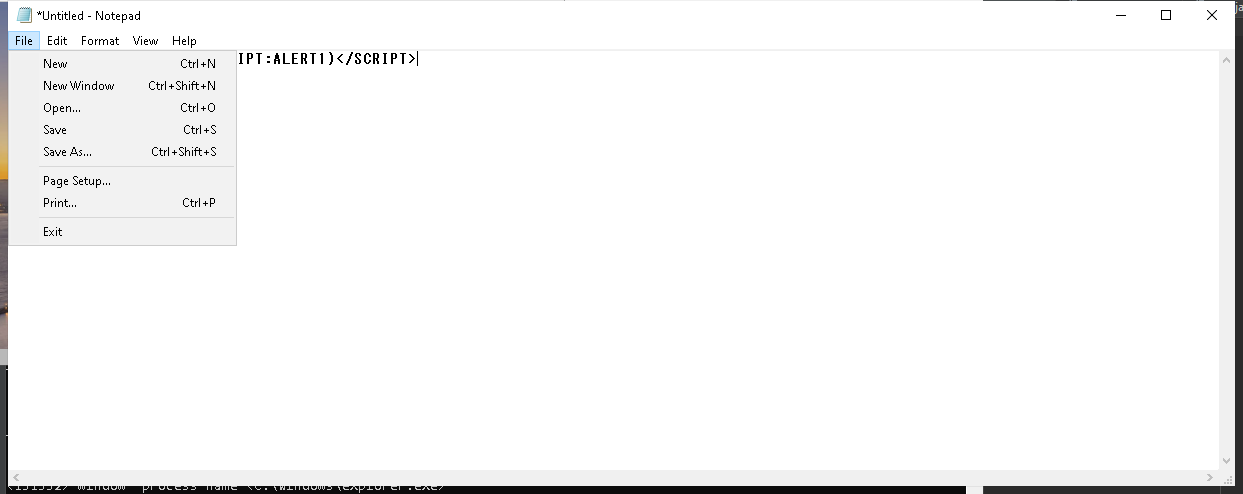 *Untitled - Notepad
File Edit Format View Help
IPT:ALERT1)</SCRIPT>
New Ctrl+N
New Window Ctrl+Shift+N
Open... Ctrl+O
Save Ctrl+S
Save As... Ctrl+Shift+S
Page Setup...
Print... Ctrl+P
Exit
window process name <C:\Windows\explorer.exe>